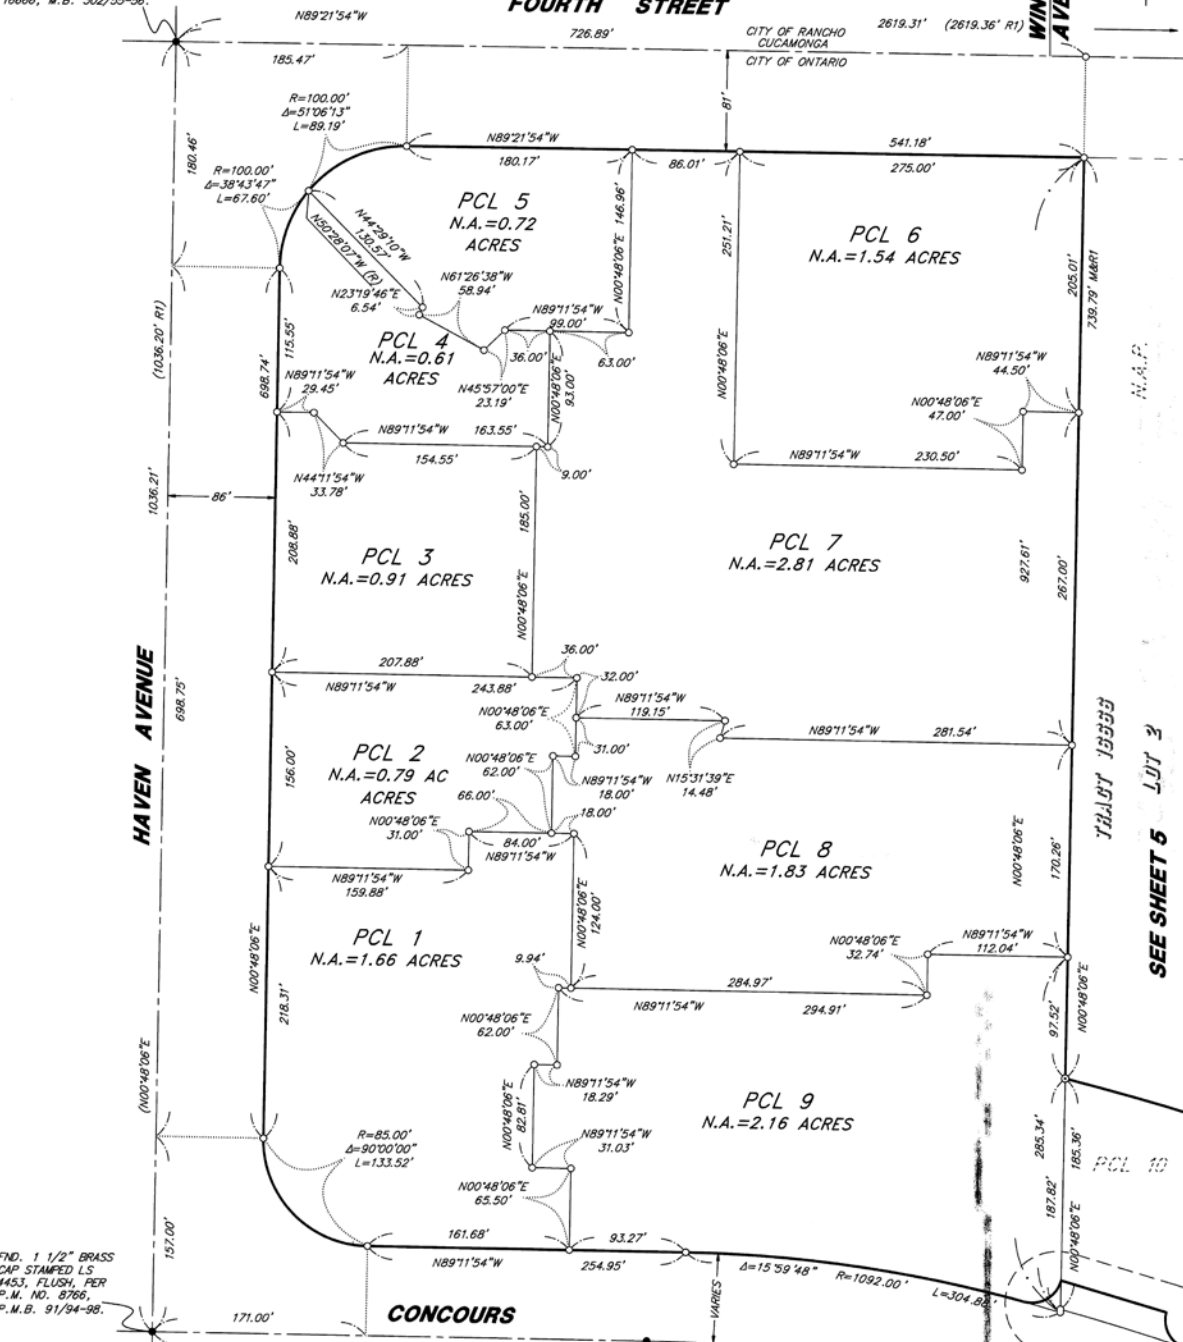 FOURTH STREET
WIN
AVE
N89°21'54"W
726.89'
2619.31' (2619.36' R1)
CITY OF RANCHO
CUCAMONGA
CITY OF ONTARIO
185.47'
81'
R=100.00'
Δ=51°06'13"
L=89.19'
180.46'
R=100.00'
Δ=38°43'47"
L=67.60'
N89°21'54"W
180.17'
86.01'
541.18'
275.00'
PCL 5
N.A.=0.72
ACRES
N00°48'06"E 146.96'
251.21'
N00°48'06"E
PCL 6
N.A.=1.54 ACRES
205.01'
739.79' M&R1
N.A.P.
N44°29'10"W
130.57'
N50°28'07"W (R)
N61°26'38"W
58.94'
N23°19'46"E
6.54'
N89°11'54"W
99.00'
36.00'
63.00'
PCL 4
N.A.=0.61
ACRES
N45°57'00"E
23.19'
N00°48'06"E
93.00'
(1036.20' R1)
698.74'
115.55'
N89°11'54"W
29.45'
N89°11'54"W 163.55'
154.55'
9.00'
N44°11'54"W
33.78'
N89°11'54"W
44.50'
N00°48'06"E
47.00'
N89°11'54"W 230.50'
1036.21'
86'
208.88'
PCL 3
N.A.=0.91 ACRES
185.00'
N00°48'06"E
PCL 7
N.A.=2.81 ACRES
927.61'
267.00'
HAVEN AVENUE
698.75'
207.88'
N89°11'54"W 243.88'
36.00'
32.00'
N00°48'06"E
63.00'
N89°11'54"W
119.15'
31.00'
N89°11'54"W 281.54'
N15°31'39"E
14.48'
TRACT 18888
SEE SHEET 5 LOT 3
156.00'
PCL 2
N.A.=0.79 AC
ACRES
N00°48'06"E
62.00'
N89°11'54"W
18.00'
66.00'
18.00'
N00°48'06"E
31.00'
84.00'
N89°11'54"W
N89°11'54"W
159.88'
PCL 8
N.A.=1.83 ACRES
N00°48'06"E
170.26'
N00°48'06"E
124.00'
PCL 1
N.A.=1.66 ACRES
N00°48'06"E
218.31'
9.94'
N00°48'06"E
32.74'
N89°11'54"W
112.04'
284.97'
N89°11'54"W 294.91'
97.52'
N00°48'06"E
N00°48'06"E
62.00'
N89°11'54"W
18.29'
N00°48'06"E
82.81'
(N00°48'06"E
PCL 9
N.A.=2.16 ACRES
R=85.00'
Δ=90°00'00"
L=133.52'
N89°11'54"W
31.03'
N00°48'06"E
65.50'
285.34'
185.36'
187.82'
N00°48'06"E
PCL 10
157.00'
161.68'
93.27'
N89°11'54"W
254.95'
Δ=15°59'48" R=1092.00'
VARIES
FND. 1 1/2" BRASS
CAP STAMPED LS
4453, FLUSH, PER
P.M. NO. 8766,
P.M.B. 91/94-98.
171.00'
CONCOURS